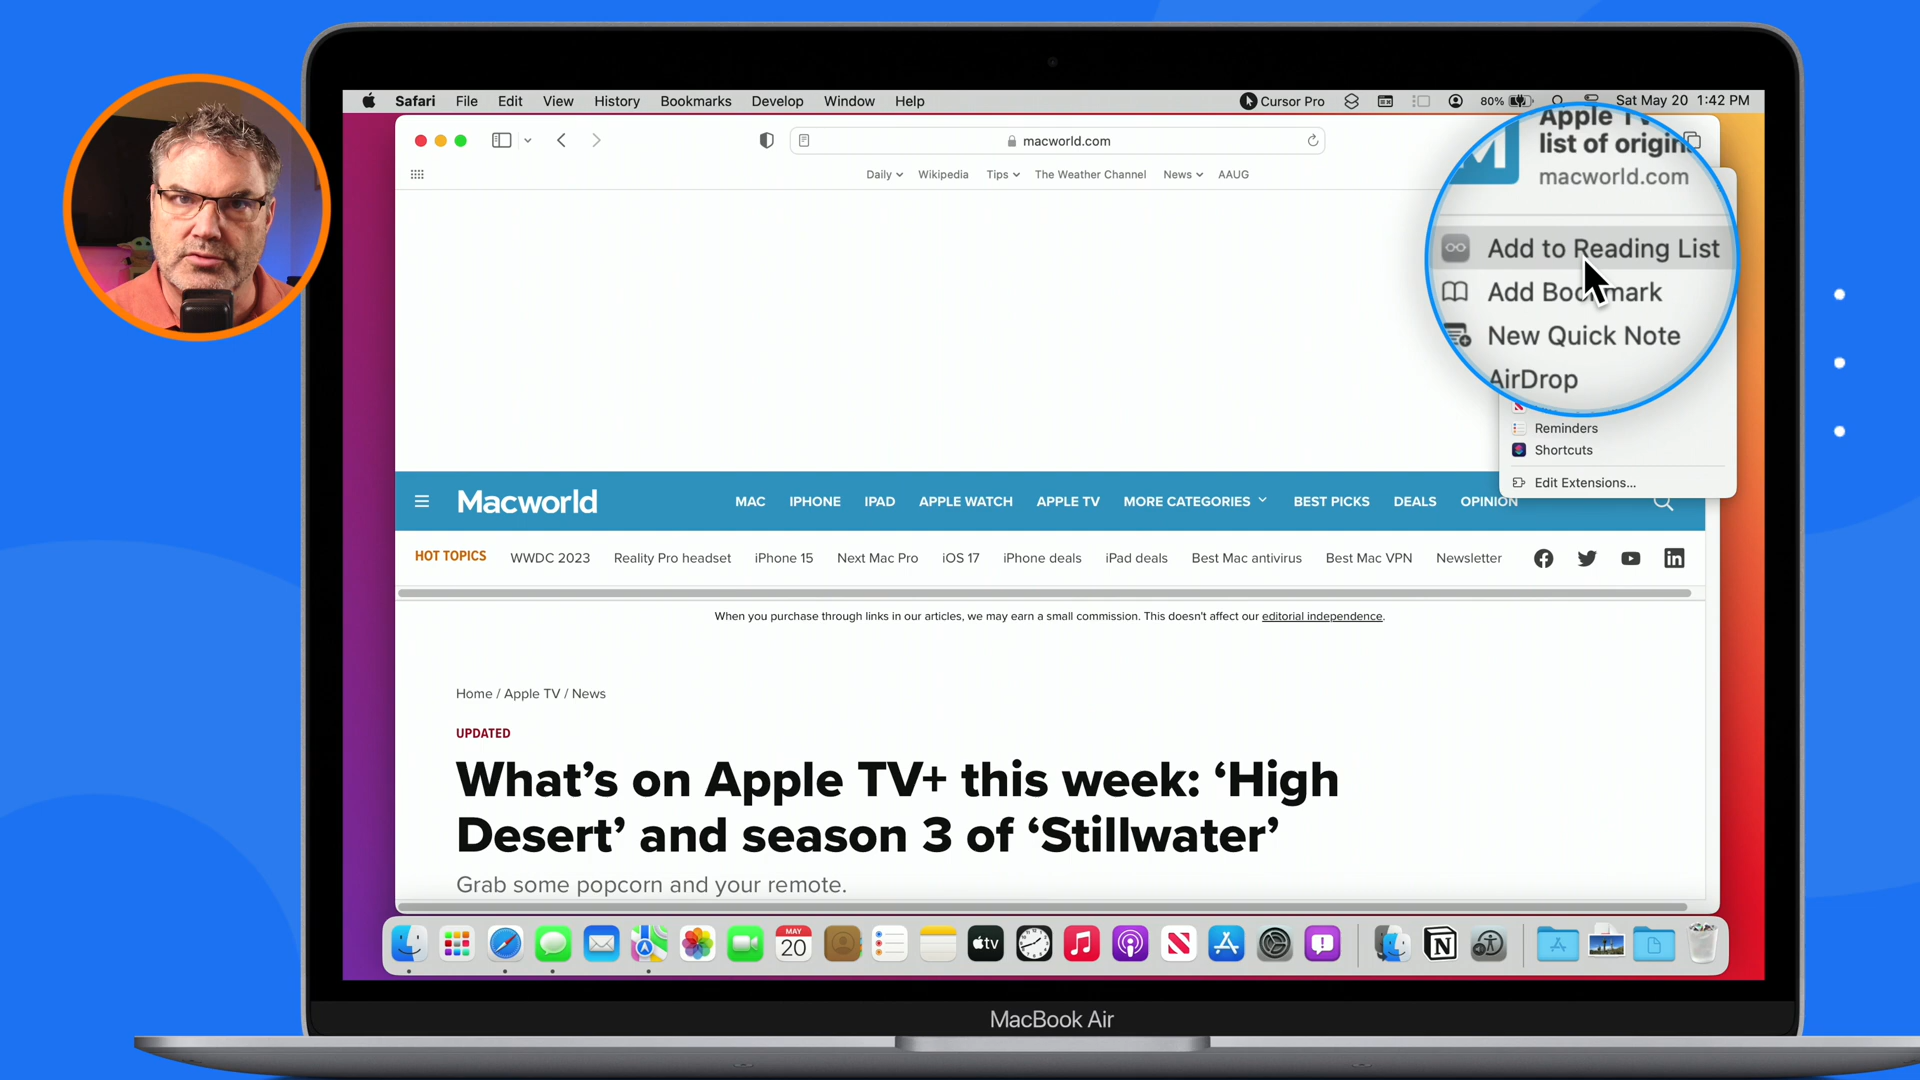 Safari File Edit View History Bookmarks Develop Window Help
Cursor Pro 80% Sat May 20 1:42 PM
macworld.com
Daily Wikipedia Tips The Weather Channel News AAUG
list of origin
macworld.com
Add to Reading List
Add Bookmark
New Quick Note
AirDrop
Reminders
Shortcuts
Edit Extensions...
Macworld MAC IPHONE IPAD APPLE WATCH APPLE TV MORE CATEGORIES BEST PICKS DEALS OPINION
HOT TOPICS WWDC 2023 Reality Pro headset iPhone 15 Next Mac Pro iOS 17 iPhone deals iPad deals Best Mac antivirus Best Mac VPN Newsletter
When you purchase through links in our articles, we may earn a small commission. This doesn't affect our editorial independence.
Home / Apple TV / News
UPDATED
What’s on Apple TV+ this week: ‘High
Desert’ and season 3 of ‘Stillwater’
Grab some popcorn and your remote.
MAY
20
tv
MacBook Air